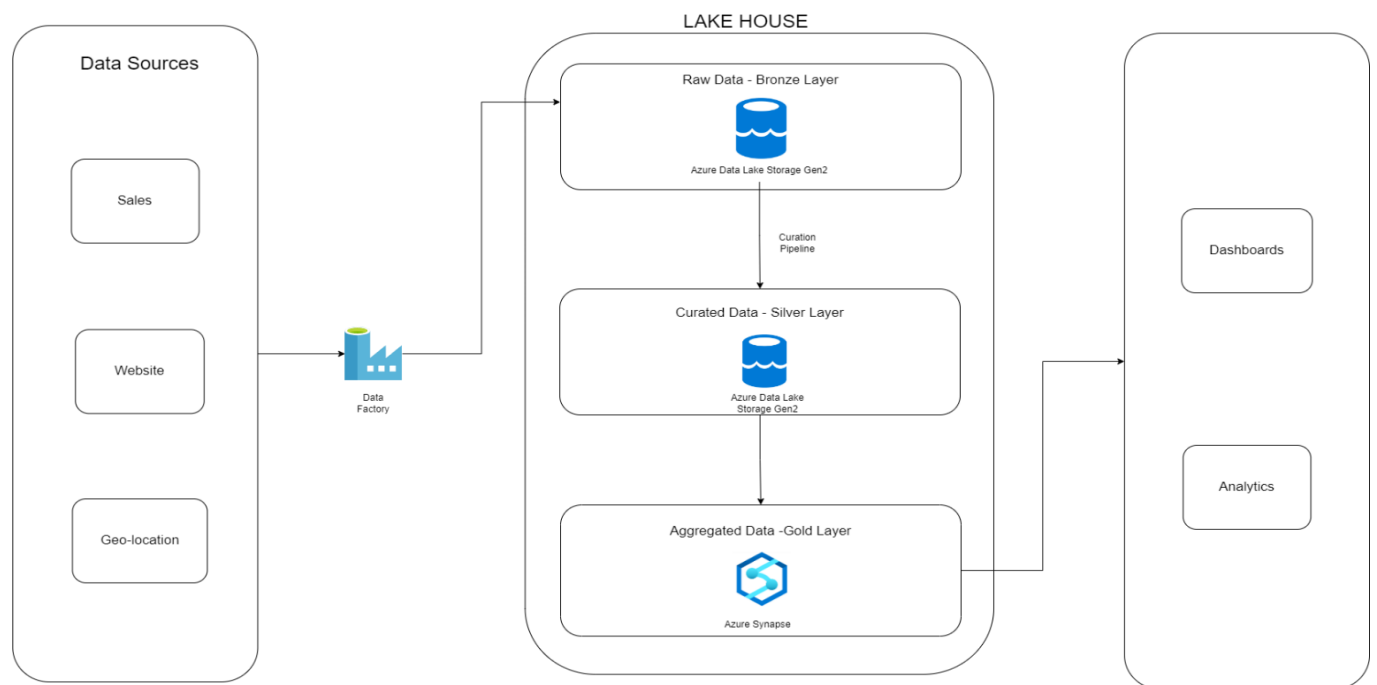 LAKE HOUSE
Data Sources
Sales
Website
Geo-location
Data
Factory
Raw Data - Bronze Layer
Azure Data Lake Storage Gen2
Curation
Pipeline
Curated Data - Silver Layer
Azure Data Lake
Storage Gen2
Aggregated Data -Gold Layer
Azure Synapse
Dashboards
Analytics